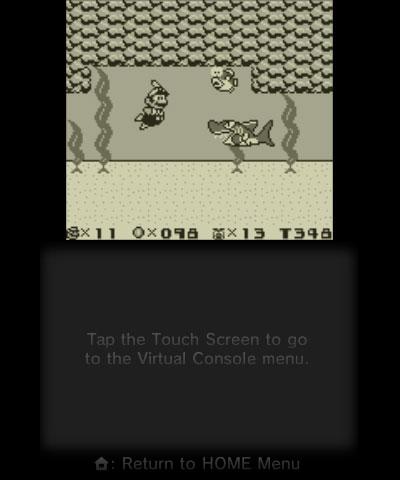 × 11 × 098 × 13 T348
Tap the Touch Screen to go
to the Virtual Console menu.
: Return to HOME Menu